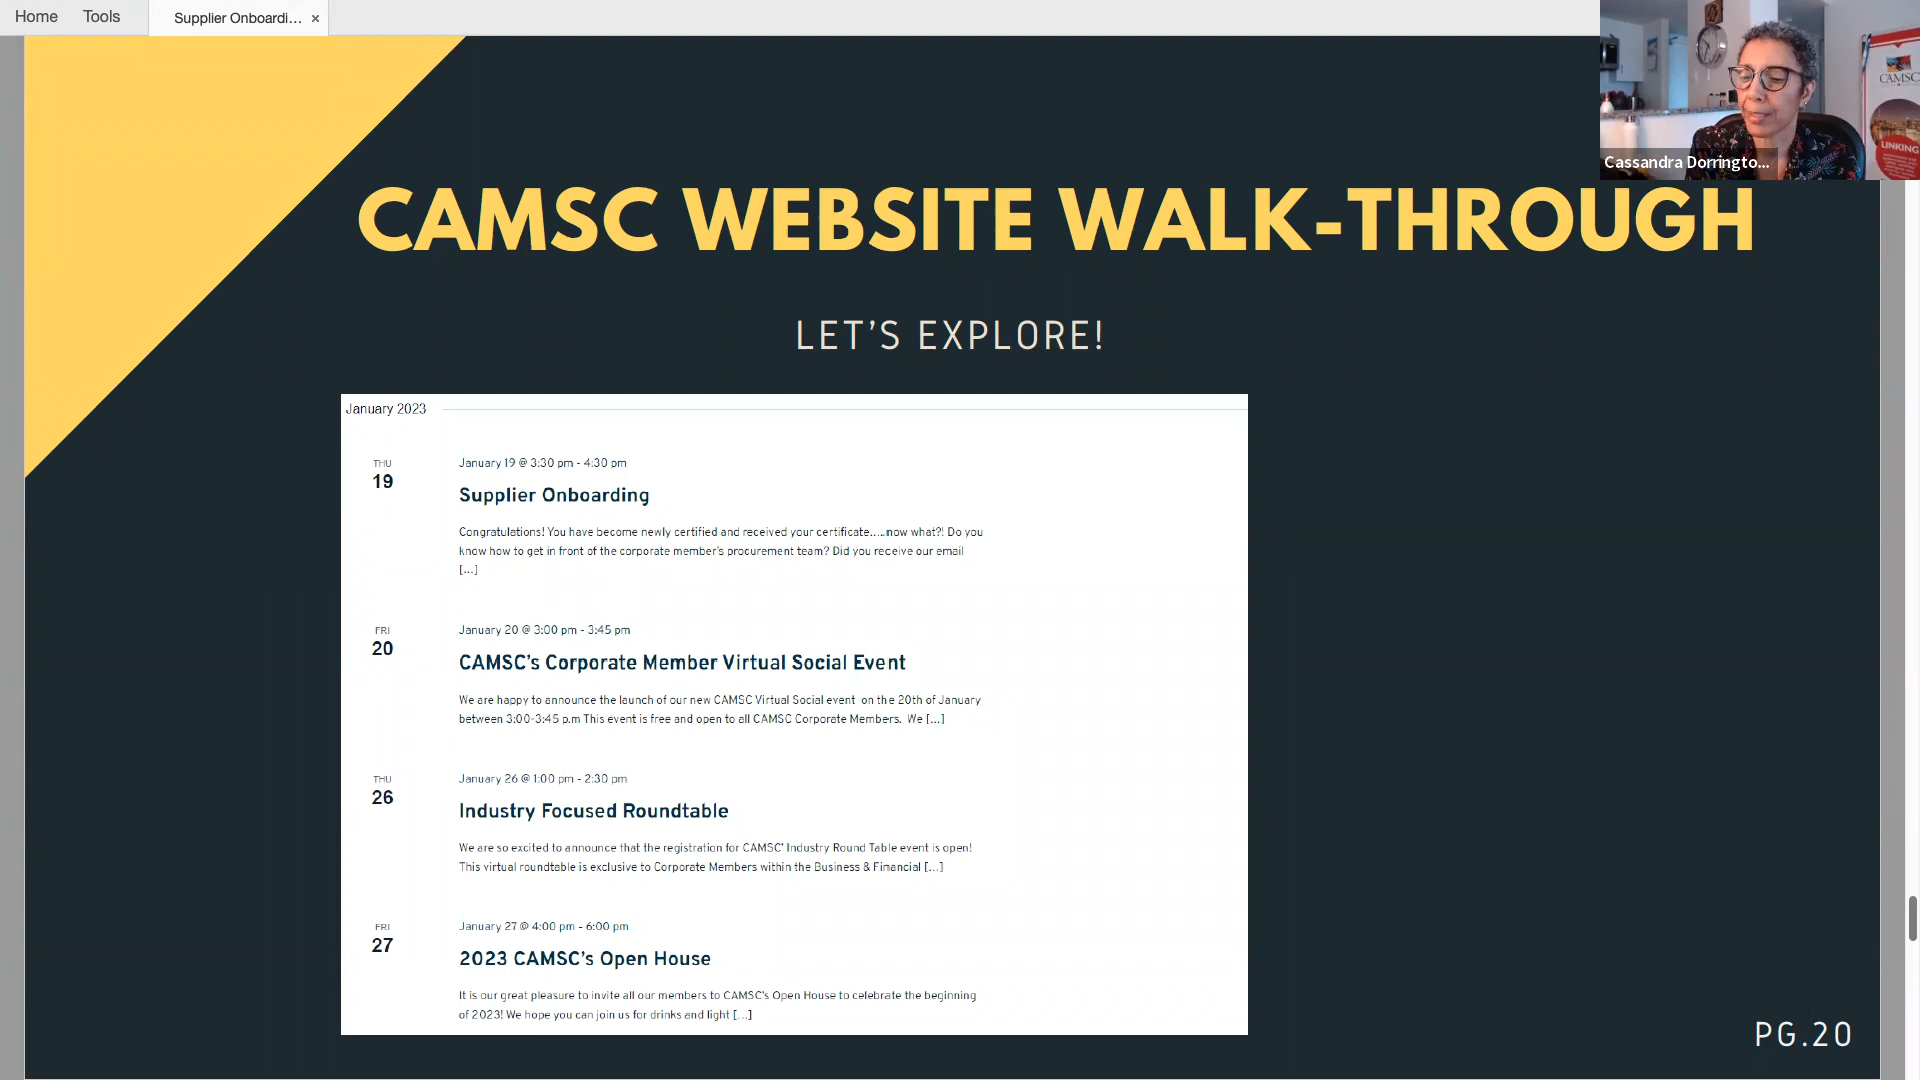 Home Tools Supplier Onboardi... ×
CAMSC
LINKING
Cassandra Dorringto...
CAMSC WEBSITE WALK-THROUGH
LET'S EXPLORE!
January 2023
THU
19
January 19 @ 3:30 pm - 4:30 pm
Supplier Onboarding
Congratulations! You have become newly certified and received your certificate…..now what?! Do you
know how to get in front of the corporate member's procurement team? Did you receive our email
[...]
FRI
20
January 20 @ 3:00 pm - 3:45 pm
CAMSC's Corporate Member Virtual Social Event
We are happy to announce the launch of our new CAMSC Virtual Social event on the 20th of January
between 3:00-3:45 p.m This event is free and open to all CAMSC Corporate Members. We [...]
THU
26
January 26 @ 1:00 pm - 2:30 pm
Industry Focused Roundtable
We are so excited to announce that the registration for CAMSC' Industry Round Table event is open!
This virtual roundtable is exclusive to Corporate Members within the Business & Financial [...]
FRI
27
January 27 @ 4:00 pm - 6:00 pm
2023 CAMSC's Open House
It is our great pleasure to invite all our members to CAMSC's Open House to celebrate the beginning
of 2023! We hope you can join us for drinks and light [...]
PG.20